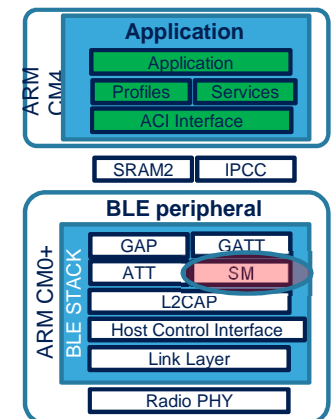 Application
Application
Profiles Services
ACI Interface
ARM
CM4
SRAM2 IPCC
BLE peripheral
GAP GATT
ATT SM
L2CAP
Host Control Interface
Link Layer
BLE STACK
ARM CM0+
Radio PHY